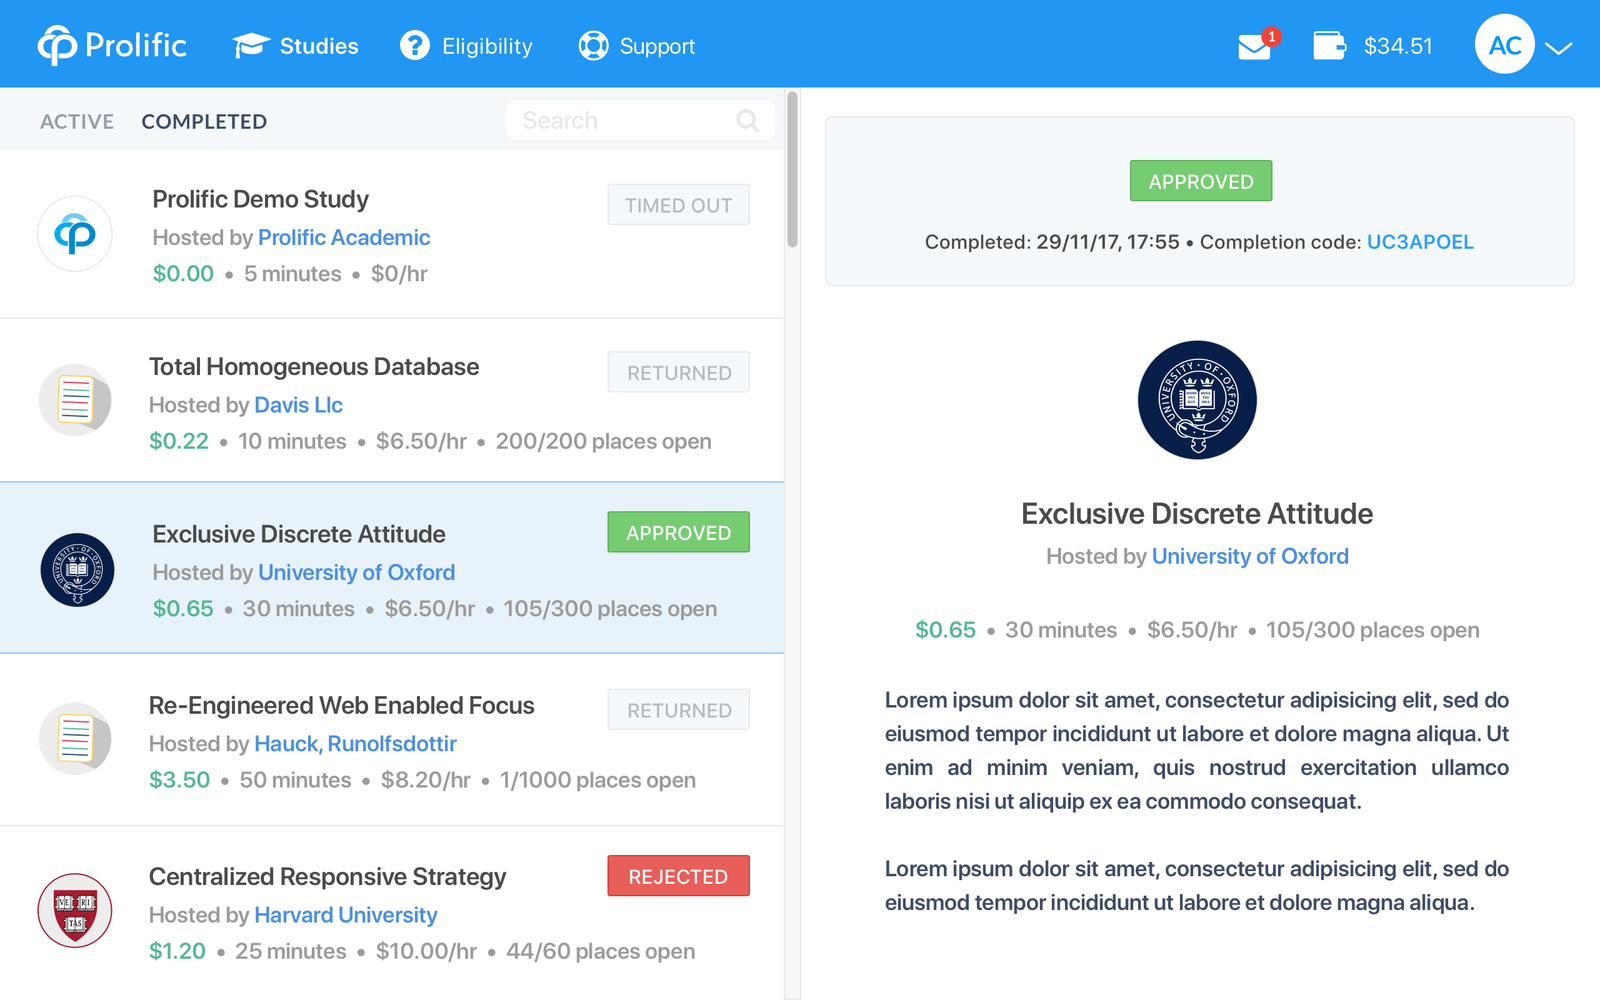 Prolific
Studies
Eligibility
Support
1
$34.51
AC
ACTIVE COMPLETED
Search
Prolific Demo Study
TIMED OUT
Hosted by Prolific Academic
$0.00 • 5 minutes • $0/hr
Total Homogeneous Database
RETURNED
Hosted by Davis Llc
$0.22 • 10 minutes • $6.50/hr • 200/200 places open
Exclusive Discrete Attitude
APPROVED
Hosted by University of Oxford
$0.65 • 30 minutes • $6.50/hr • 105/300 places open
Re-Engineered Web Enabled Focus
RETURNED
Hosted by Hauck, Runolfsdottir
$3.50 • 50 minutes • $8.20/hr • 1/1000 places open
VE RI
TAS
Centralized Responsive Strategy
REJECTED
Hosted by Harvard University
$1.20 • 25 minutes • $10.00/hr • 44/60 places open
APPROVED
Completed: 29/11/17, 17:55 • Completion code: UC3APOEL
UNIVERSITY · OF · OXFORD
Exclusive Discrete Attitude
Hosted by University of Oxford
$0.65 • 30 minutes • $6.50/hr • 105/300 places open
Lorem ipsum dolor sit amet, consectetur adipisicing elit, sed do
eiusmod tempor incididunt ut labore et dolore magna aliqua. Ut
enim ad minim veniam, quis nostrud exercitation ullamco
laboris nisi ut aliquip ex ea commodo consequat.
Lorem ipsum dolor sit amet, consectetur adipisicing elit, sed do
eiusmod tempor incididunt ut labore et dolore magna aliqua.